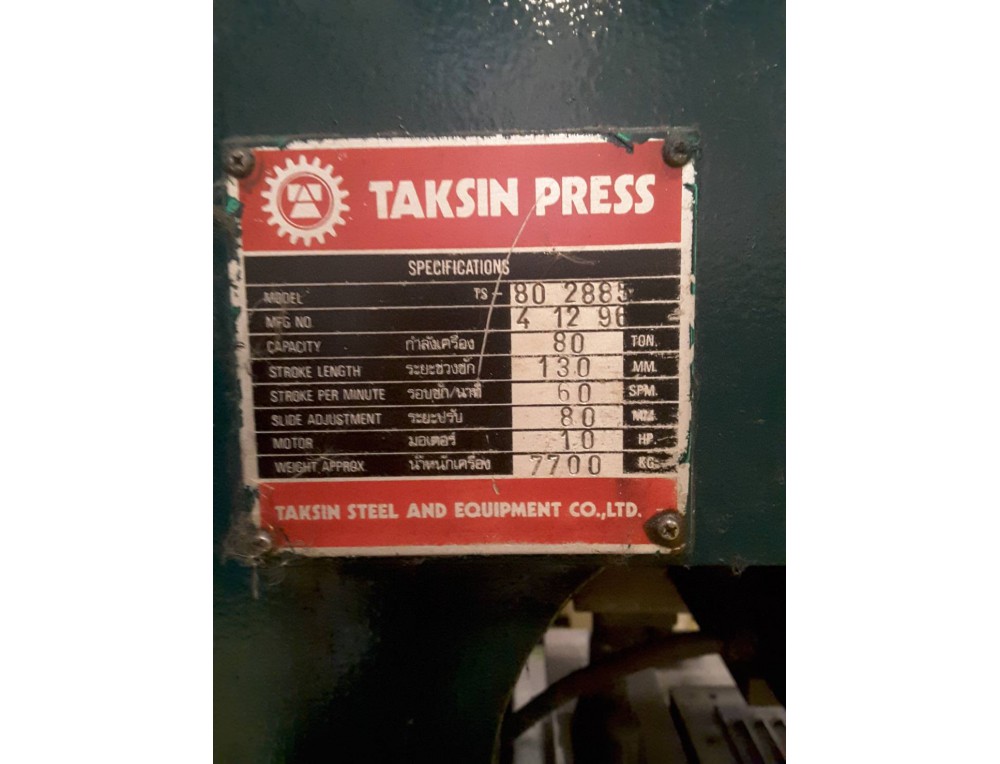 TAKSIN PRESS
SPECIFICATIONS
MODEL TS- 80 2885
MFG NO. 4 12 96
CAPACITY กำลังเครื่อง 80 TON.
STROKE LENGTH ระยะช่วงชัก 130 MM.
STROKE PER MINUTE รอบชัก/นาที 60 SPM.
SLIDE ADJUSTMENT ระยะปรับ 80 MM.
MOTOR มอเตอร์ 10 HP.
WEIGHT, APPROX. น้ำหนักเครื่อง 7700 KG.
TAKSIN STEEL AND EQUIPMENT CO.,LTD.